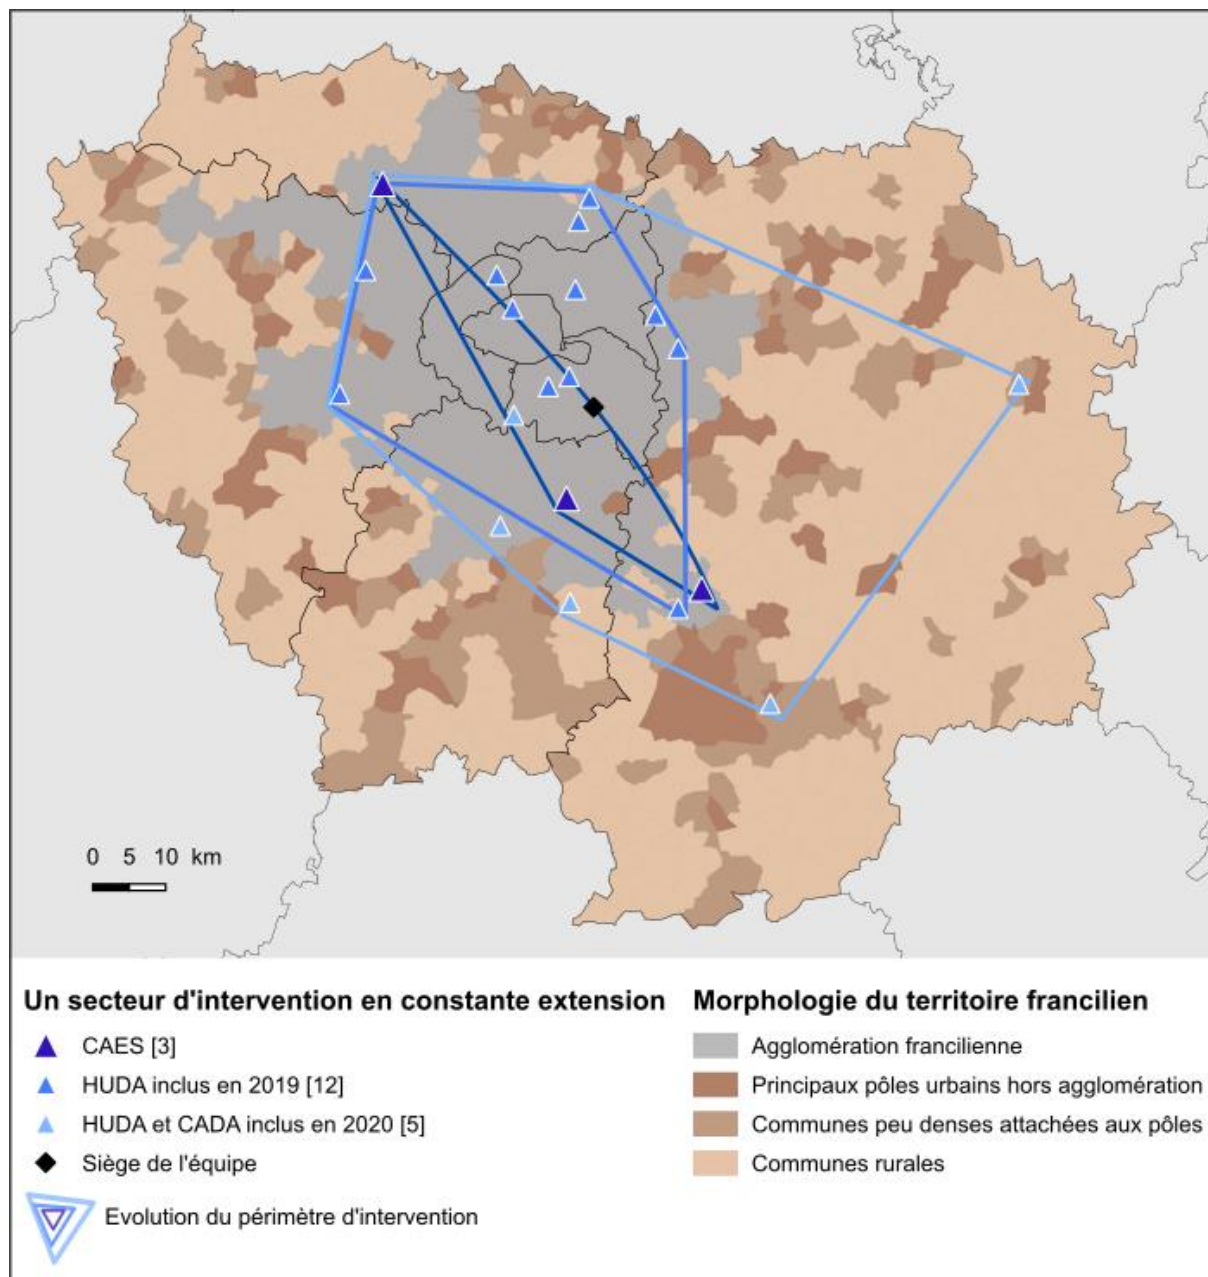 0 5 10 km
Un secteur d'intervention en constante extension
CAES [3]
HUDA inclus en 2019 [12]
HUDA et CADA inclus en 2020 [5]
Siège de l'équipe
Evolution du périmètre d'intervention
Morphologie du territoire francilien
Agglomération francilienne
Principaux pôles urbains hors agglomération
Communes peu denses attachées aux pôles
Communes rurales